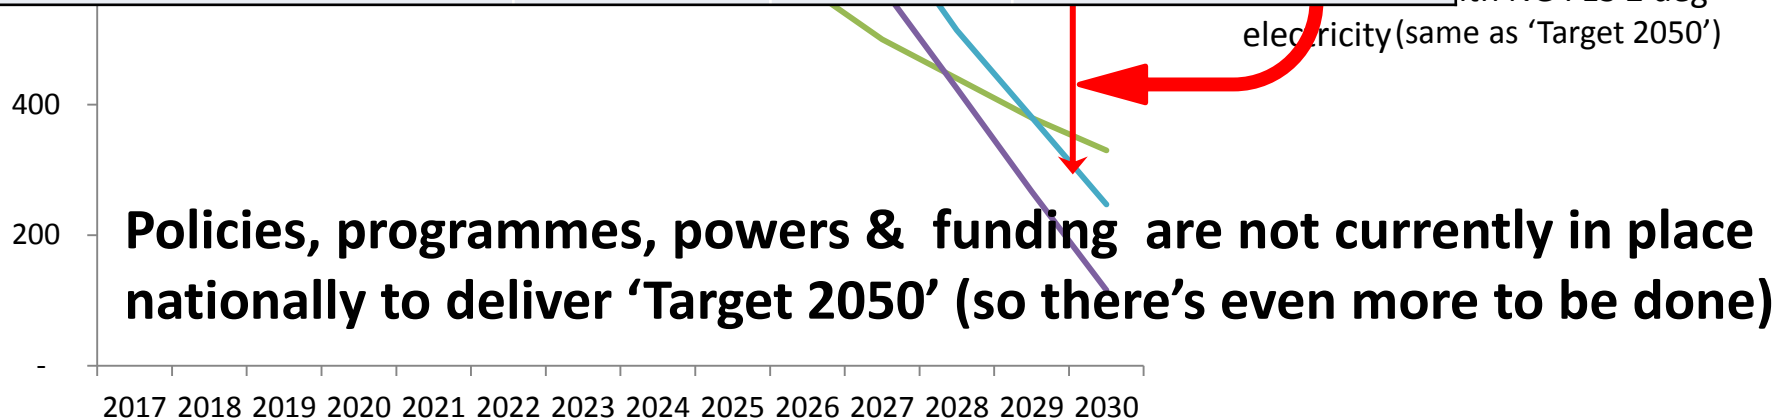 electricity (same as ‘Target 2050’)
400
200
Policies, programmes, powers & funding are not currently in place
nationally to deliver ‘Target 2050’ (so there’s even more to be done)
-
2017 2018 2019 2020 2021 2022 2023 2024 2025 2026 2027 2028 2029 2030